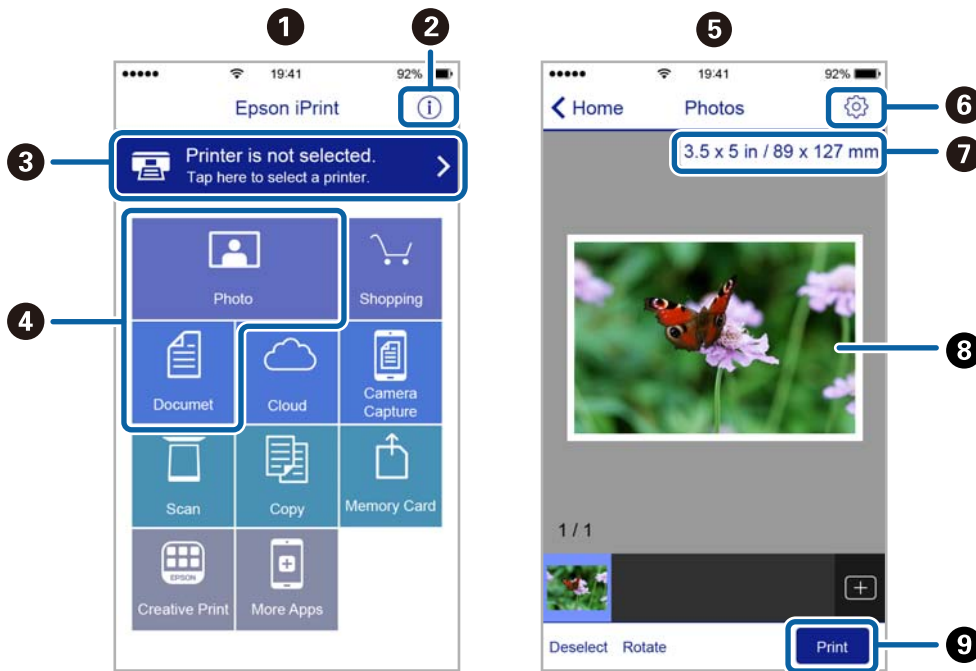 1
2
19:41
92%
Epson iPrint
i
3
Printer is not selected.
Tap here to select a printer.
4
Photo
Shopping
Documet
Cloud
Camera
Capture
Scan
Copy
Memory Card
EPSON
Creative Print
More Apps
5
19:41
92%
Home
Photos
6
3.5 x 5 in / 89 x 127 mm
7
8
1 / 1
Deselect
Rotate
Print
9